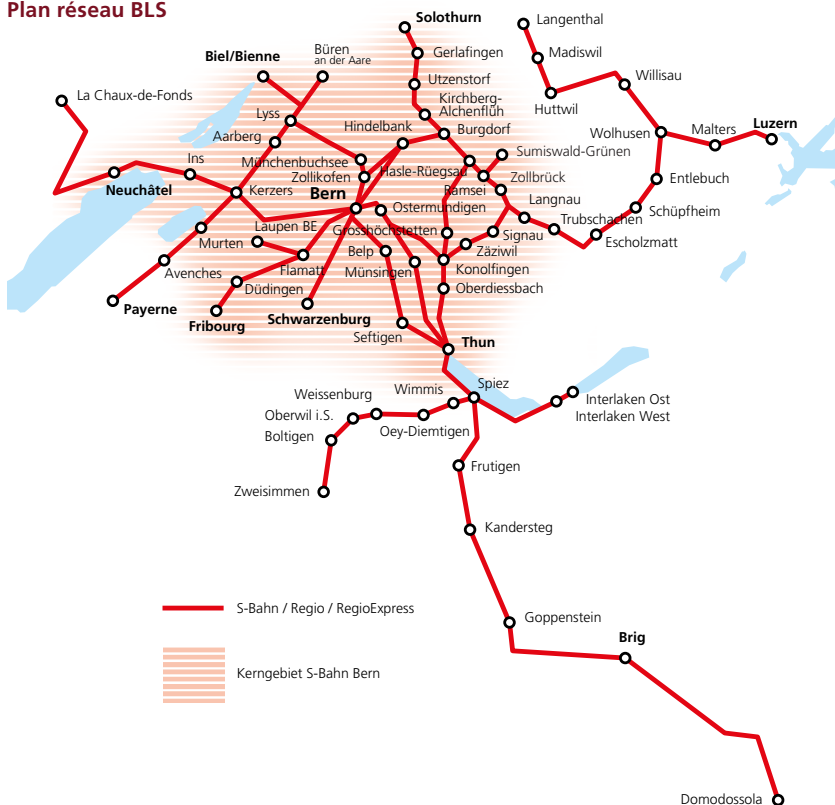 Plan réseau BLS
Solothurn
Langenthal
Gerlafingen
Madiswil
Biel/Bienne
Büren
an der Aare
Utzenstorf
Willisau
La Chaux-de-Fonds
Kirchberg-
Alchenflüh
Huttwil
Lyss
Hindelbank
Burgdorf
Wolhusen
Malters
Luzern
Aarberg
Münchenbuchsee
Sumiswald-Grünen
Ins
Zollikofen
Hasle-Rüegsau
Zollbrück
Entlebuch
Neuchâtel
Kerzers
Bern
Ramsei
Langnau
Ostermundigen
Schüpfheim
Laupen BE
Grosshöchstetten
Trubschachen
Murten
Signau
Escholzmatt
Belp
Zäziwil
Avenches
Flamatt
Münsingen
Konolfingen
Düdingen
Oberdiessbach
Payerne
Fribourg
Schwarzenburg
Seftigen
Thun
Wimmis
Spiez
Weissenburg
Interlaken Ost
Oberwil i.S.
Interlaken West
Boltigen
Oey-Diemtigen
Frutigen
Zweisimmen
Kandersteg
S-Bahn / Regio / RegioExpress
Goppenstein
Brig
Kerngebiet S-Bahn Bern
Domodossola